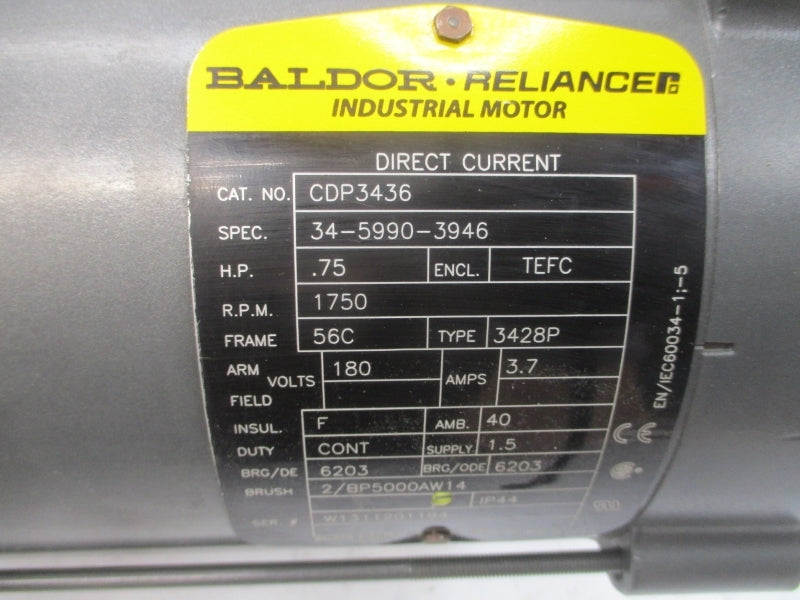 BALDOR · RELIANCE
INDUSTRIAL MOTOR
DIRECT CURRENT
CAT. NO. CDP3436
SPEC. 34-5990-3946
H.P. .75 ENCL. TEFC
R.P.M. 1750
FRAME 56C TYPE 3428P
ARM VOLTS 180 AMPS 3.7
FIELD
INSUL. F AMB. 40
DUTY CONT SUPPLY 1.5
BRG/DE 6203 BRG/ODE 6203
BRUSH 2/BP5000AW14
IP44
SER. #
EN/IEC60034-1;-5
CE